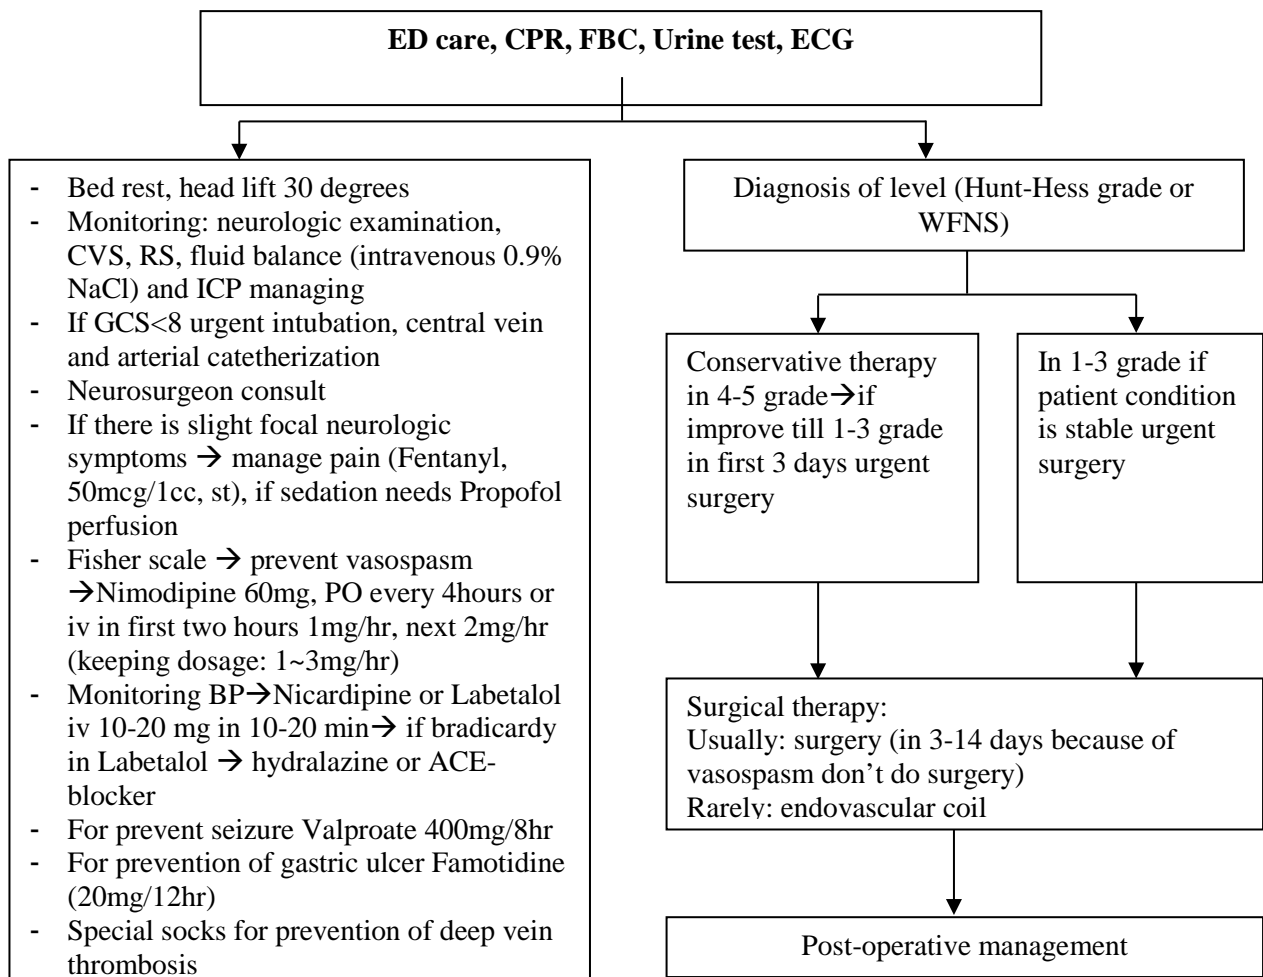 ED care, CPR, FBC, Urine test, ECG
- Bed rest, head lift 30 degrees
- Monitoring: neurologic examination,
CVS, RS, fluid balance (intravenous 0.9%
NaCl) and ICP managing
- If GCS<8 urgent intubation, central vein
and arterial catetherization
- Neurosurgeon consult
- If there is slight focal neurologic
symptoms → manage pain (Fentanyl,
50mcg/1cc, st), if sedation needs Propofol
perfusion
- Fisher scale → prevent vasospasm
→Nimodipine 60mg, PO every 4hours or
iv in first two hours 1mg/hr, next 2mg/hr
(keeping dosage: 1~3mg/hr)
- Monitoring BP→Nicardipine or Labetalol
iv 10-20 mg in 10-20 min→ if bradicardy
in Labetalol → hydralazine or ACE-
blocker
- For prevent seizure Valproate 400mg/8hr
- For prevention of gastric ulcer Famotidine
(20mg/12hr)
- Special socks for prevention of deep vein
thrombosis
Diagnosis of level (Hunt-Hess grade or
WFNS)
Conservative therapy
in 4-5 grade→if
improve till 1-3 grade
in first 3 days urgent
surgery
In 1-3 grade if
patient condition
is stable urgent
surgery
Surgical therapy:
Usually: surgery (in 3-14 days because of
vasospasm don't do surgery)
Rarely: endovascular coil
Post-operative management